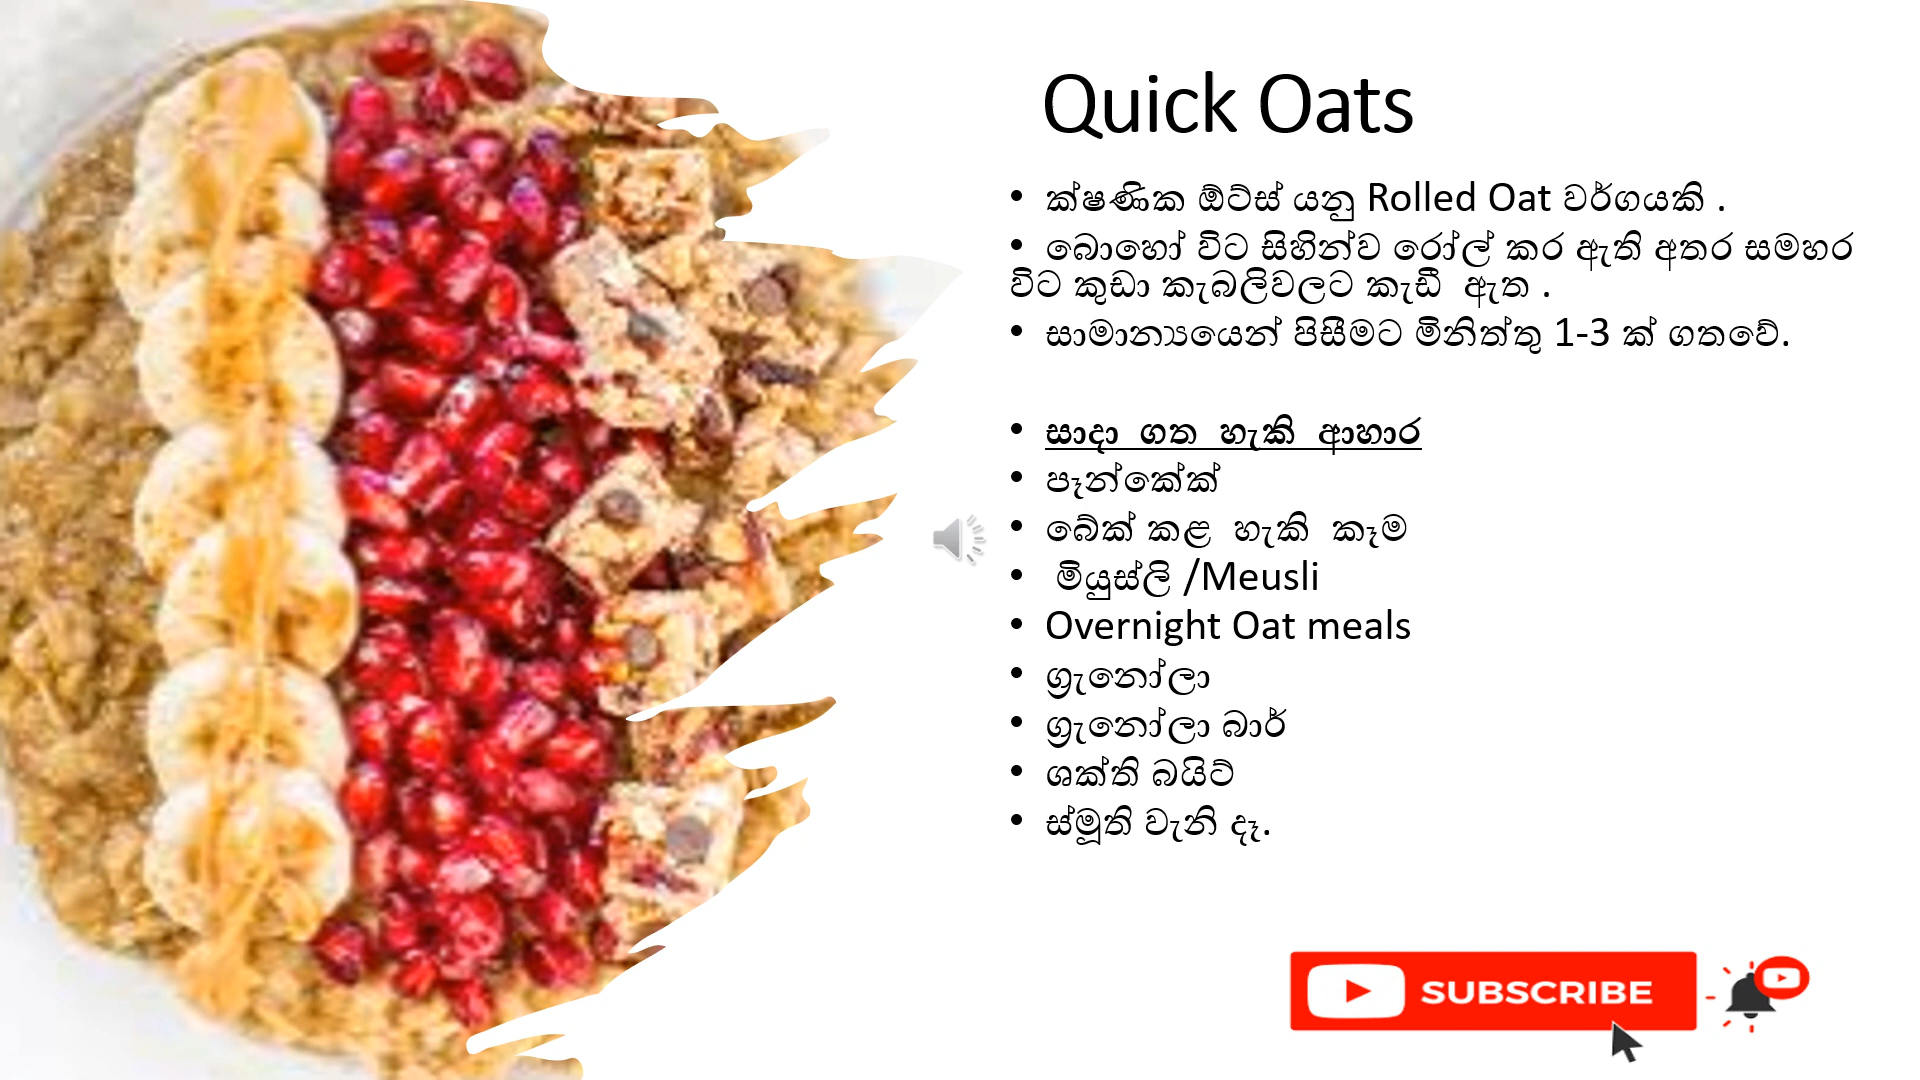 Quick Oats
• ක්ෂණික ඕට්ස් යනු Rolled Oat වර්ගයකි .
• බොහෝ විට සිහින්ව රෝල් කර ඇති අතර සමහර
විට කුඩා කැබලිවලට කැඩී ඇත .
• සාමාන්‍යයෙන් පිසීමට මිනිත්තු 1-3 ක් ගතවේ.
• සාදා ගත හැකි ආහාර
• පෑන්කේක්
• බේක් කළ හැකි කෑම
• මියුස්ලි /Meusli
• Overnight Oat meals
• ග්‍රැනෝලා
• ග්‍රැනෝලා බාර්
• ශක්ති බයිට්
• ස්මූති වැනි දෑ.
SUBSCRIBE